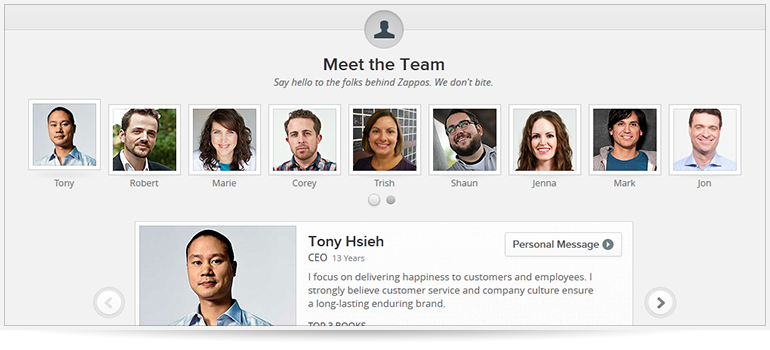 Meet the Team
Say hello to the folks behind Zappos. We don't bite.
Tony
Robert
Marie
Corey
Trish
Shaun
Jenna
Mark
Jon
Tony Hsieh
Personal Message
CEO 13 Years
I focus on delivering happiness to customers and employees. I
strongly believe customer service and company culture ensure
a long-lasting enduring brand.
TOP 3 BOOKS